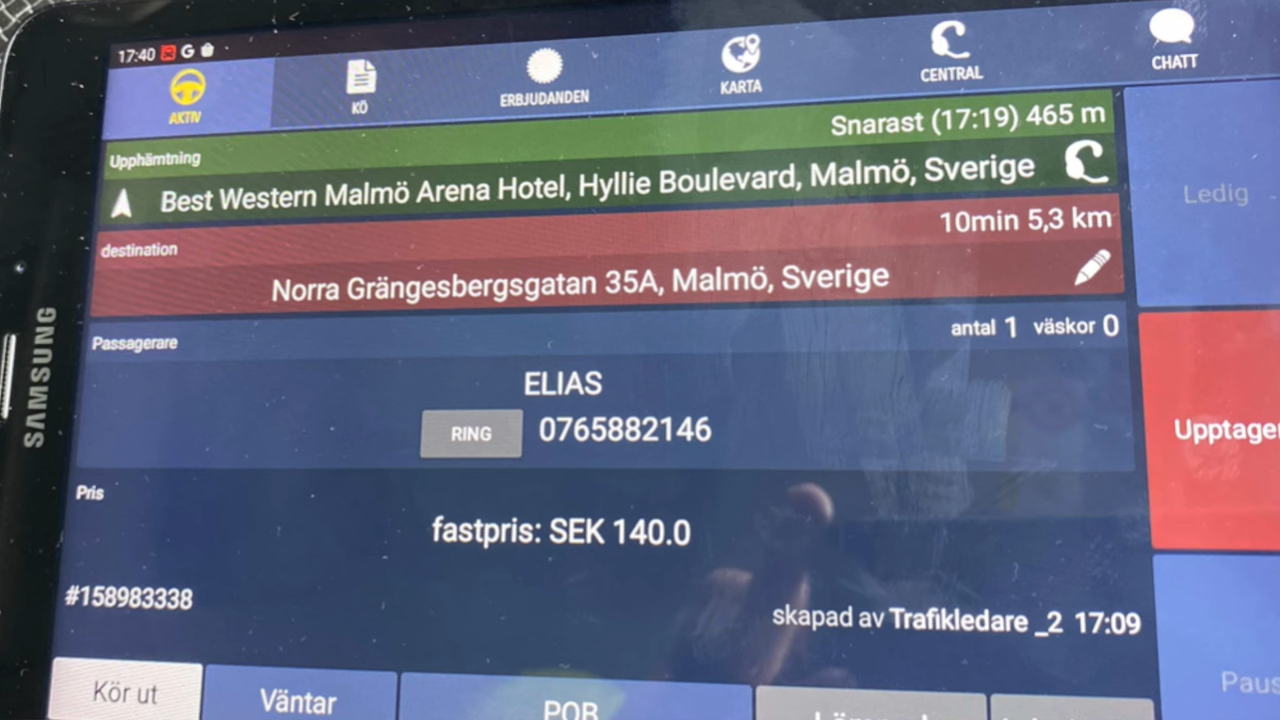 17:40 G
AKTIV
KÖ
ERBJUDANDEN
KARTA
CENTRAL
CHATT
Upphämtning
Snarast (17:19) 465 m
Best Western Malmö Arena Hotel, Hyllie Boulevard, Malmö, Sverige
destination
10min 5,3 km
Norra Grängesbergsgatan 35A, Malmö, Sverige
Passagerare
antal 1 väskor 0
ELIAS
RING 0765882146
Pris
fastpris: SEK 140.0
#158983338
skapad av Trafikledare _2 17:09
Kör ut
Väntar
POB
Ledig
Upptage
Paus
SAMSUNG